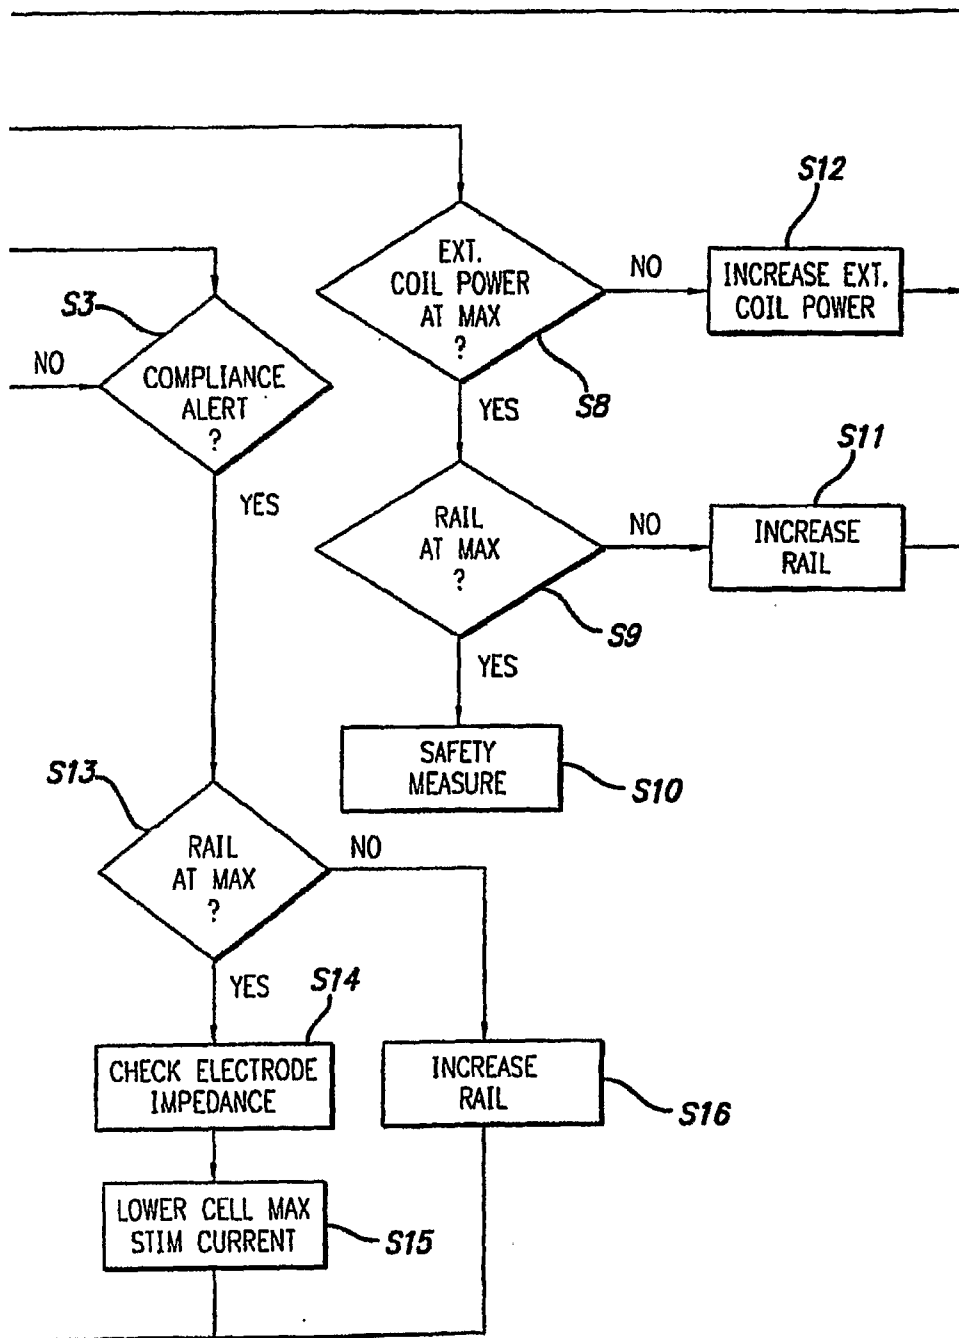 S12
EXT.
COIL POWER
AT MAX
?
NO
INCREASE EXT.
COIL POWER
S3
NO
COMPLIANCE
ALERT
?
YES
S8
YES
S11
RAIL
AT MAX
?
NO
INCREASE
RAIL
S9
YES
SAFETY
MEASURE
S10
S13
RAIL
AT MAX
?
NO
YES
S14
CHECK ELECTRODE
IMPEDANCE
INCREASE
RAIL
S16
LOWER CELL MAX
STIM CURRENT
S15